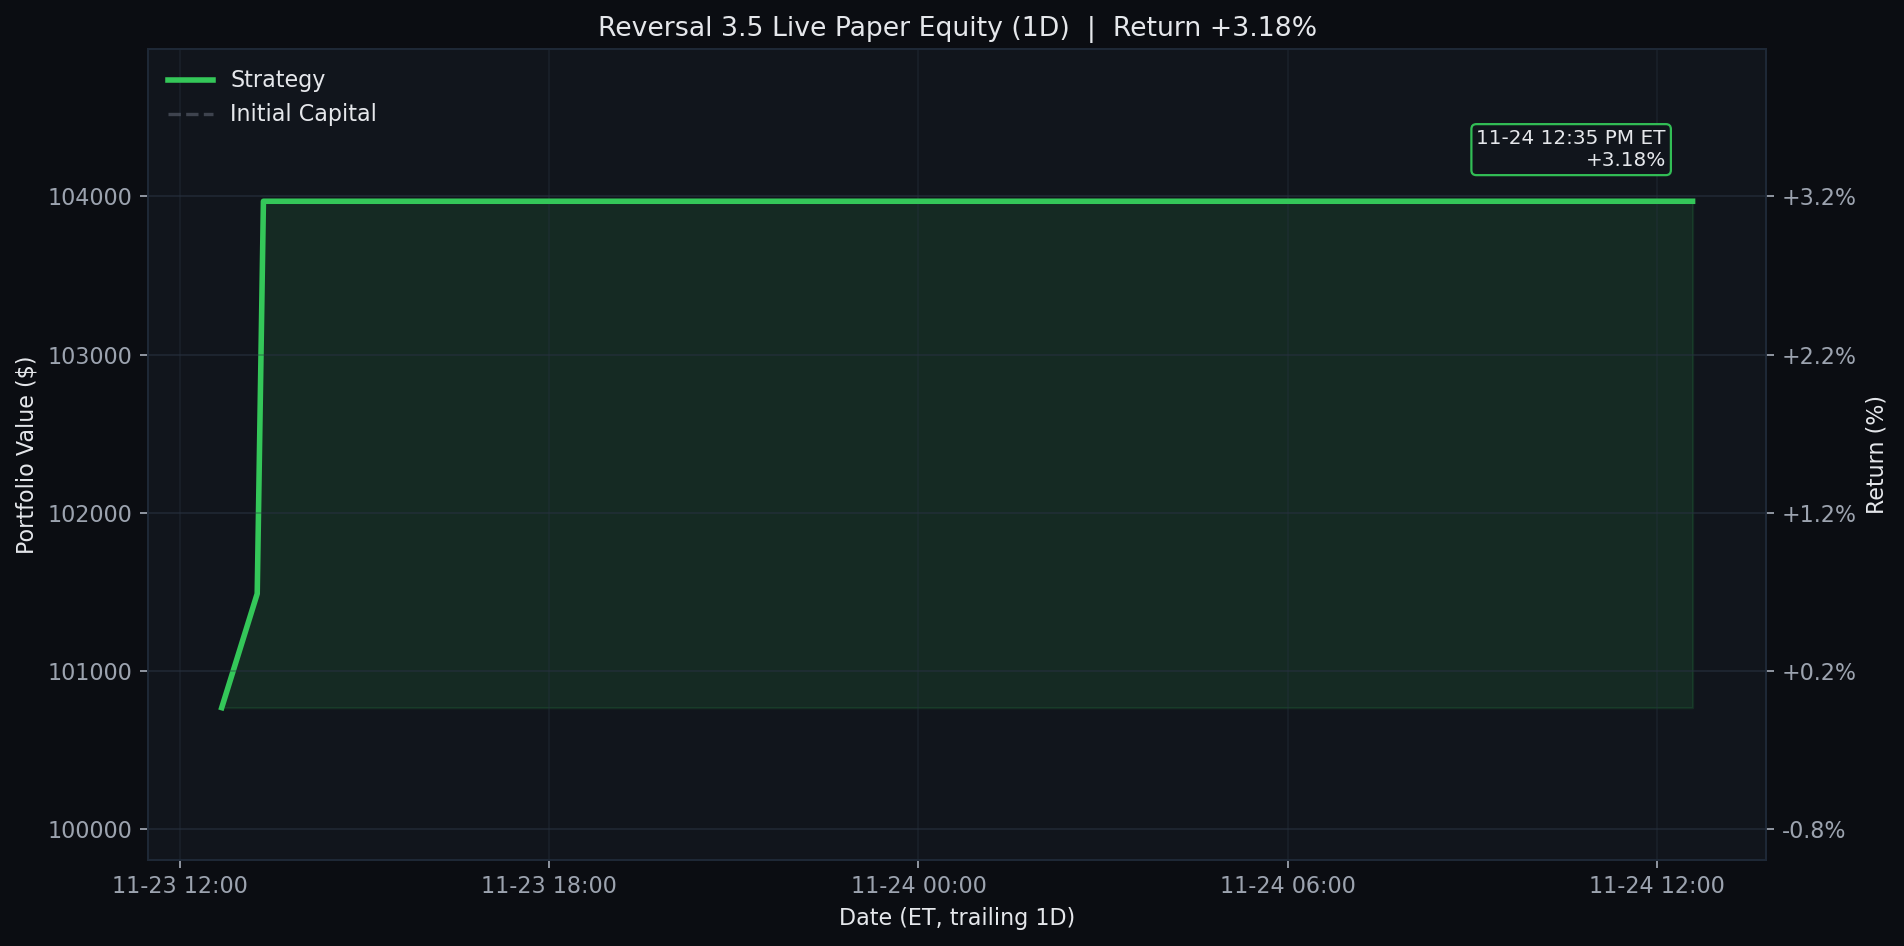 Reversal 3.5 Live Paper Equity (1D)  |  Return +3.18%
Strategy
Initial Capital
11-24 12:35 PM ET
+3.18%
Portfolio Value ($)
104000
103000
102000
101000
100000
+3.2%
+2.2%
+1.2%
+0.2%
-0.8%
Return (%)
11-23 12:00
11-23 18:00
11-24 00:00
11-24 06:00
11-24 12:00
Date (ET, trailing 1D)